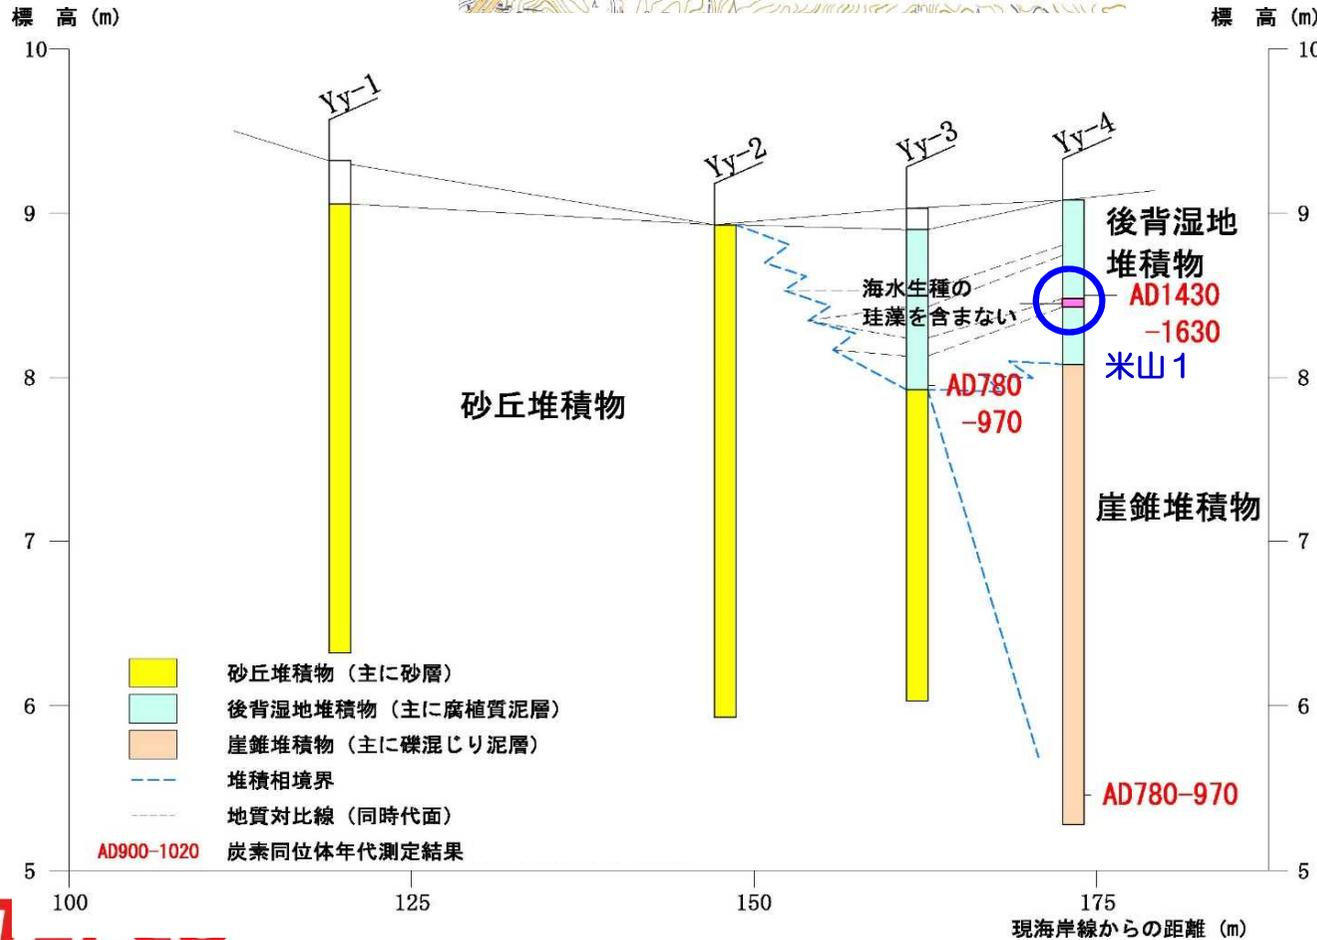 標 高 (m)
標 高 (m)
10
10
Yy-1
Yy-2
Yy-3
Yy-4
9
9
後背湿地
堆積物
海水生種の
珪藻を含まない
AD1430
-1630
米山1
8
8
AD780
-970
砂丘堆積物
崖錐堆積物
7
7
砂丘堆積物（主に砂層）
6
後背湿地堆積物（主に腐植質泥層）
6
崖錐堆積物（主に礫混じり泥層）
堆積相境界
AD780-970
地質対比線（同時代面）
AD900-1020 炭素同位体年代測定結果
5
5
100
125
150
175
現海岸線からの距離（m）